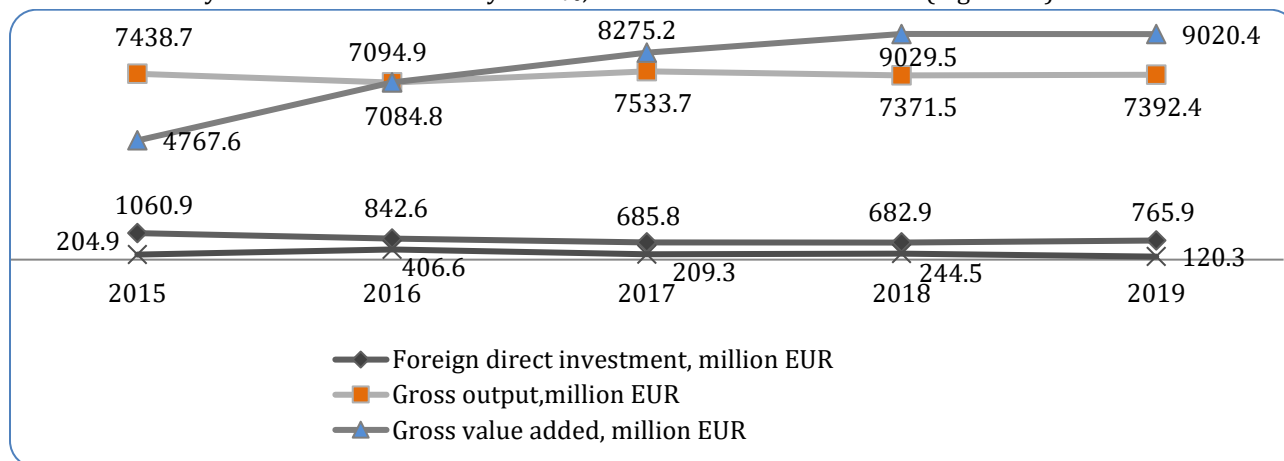 8275.2
7438.7 7094.9 9020.4
9029.5
7084.8 7533.7 7371.5 7392.4
4767.6
1060.9 842.6 685.8 682.9 765.9
204.9 406.6 209.3 244.5 120.3
2015 2016 2017 2018 2019
Foreign direct investment, million EUR
Gross output,million EUR
Gross value added, million EUR